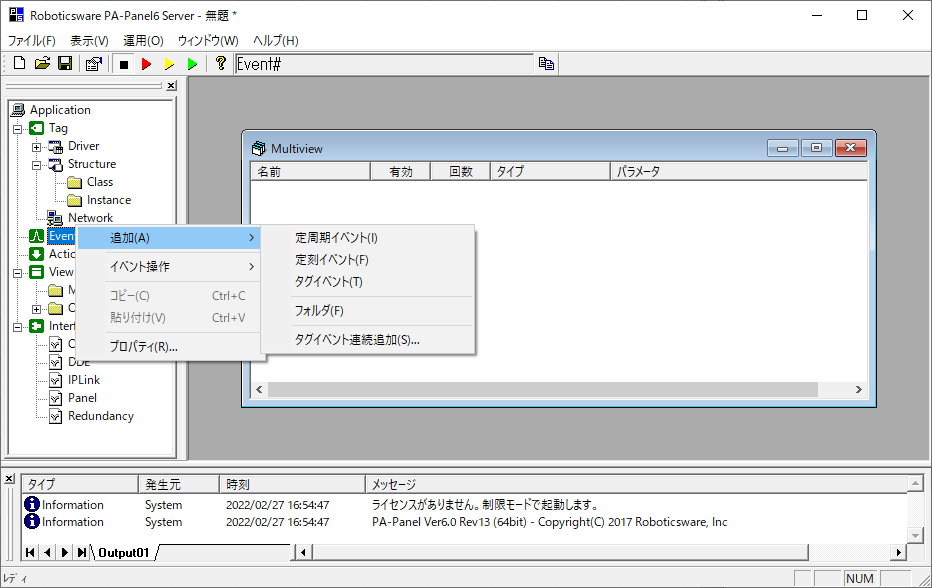 Roboticsware PA-Panel6 Server - 無題 *
ファイル(F) 表示(V) 運用(O) ウィンドウ(W) ヘルプ(H)
Event#
Application
Tag
Driver
Structure
Class
Instance
Network
Event
Actio
View
M
O
Interf
O
DDE
IPLink
Panel
Redundancy
Multiview
名前 有効 回数 タイプ パラメータ
追加(A)
イベント操作
コピー(C) Ctrl+C
貼り付け(V) Ctrl+V
プロパティ(R)...
定周期イベント(I)
定刻イベント(F)
タグイベント(T)
フォルダ(F)
タグイベント連続追加(S)...
タイプ 発生元 時刻 メッセージ
Information System 2022/02/27 16:54:47 ライセンスがありません。制限モードで起動します。
Information System 2022/02/27 16:54:47 PA-Panel Ver6.0 Rev13 (64bit) - Copyright(C) 2017 Roboticsware, Inc
Output01
レディ NUM